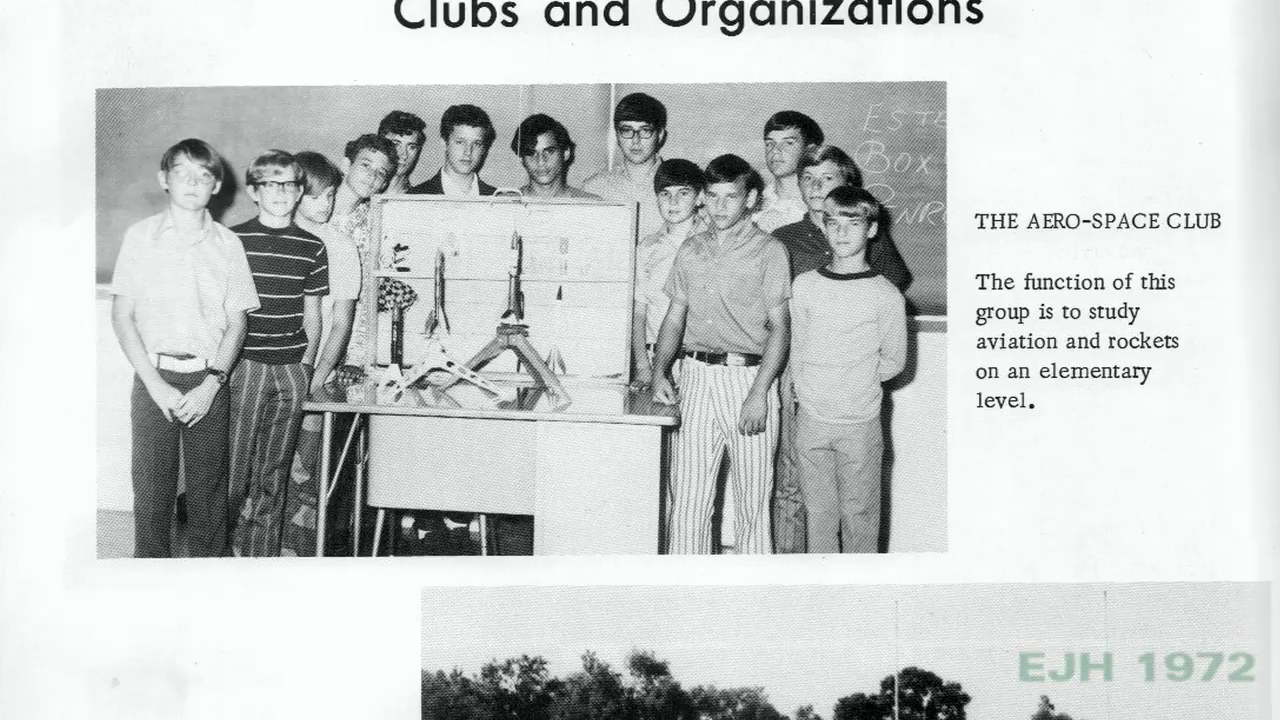 Clubs and Organizations
THE AERO-SPACE CLUB
The function of this
group is to study
aviation and rockets
on an elementary
level.
EJH 1972